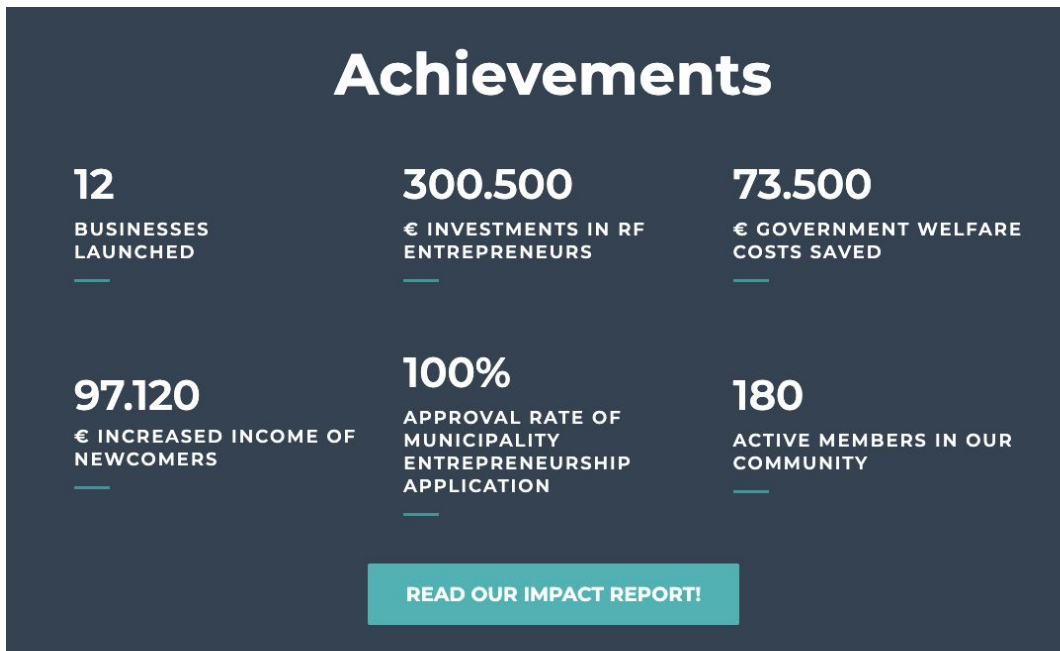 Achievements
12
BUSINESSES
LAUNCHED
300.500
€ INVESTMENTS IN RF
ENTREPRENEURS
73.500
€ GOVERNMENT WELFARE
COSTS SAVED
97.120
€ INCREASED INCOME OF
NEWCOMERS
100%
APPROVAL RATE OF
MUNICIPALITY
ENTREPRENEURSHIP
APPLICATION
180
ACTIVE MEMBERS IN OUR
COMMUNITY
READ OUR IMPACT REPORT!